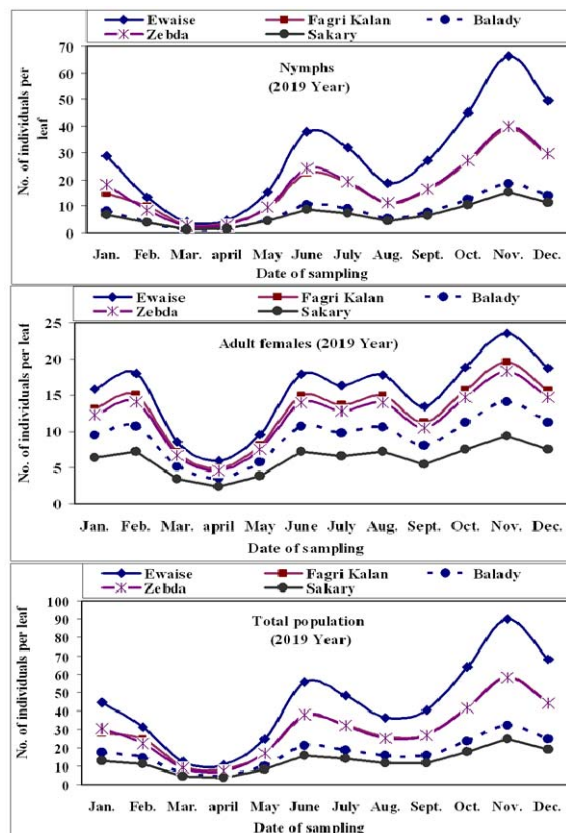 Ewaise Fagri Kalan Balady
Zebda Sakary
70
60
50
40
30
20
10
0
No. of individuals per
leaf
Nymphs
(2019 Year)
Jan. Feb. Mar. april May June July Aug. Sept. Oct. Nov. Dec.
Date of sampling
Ewaise Fagri Kalan Balady
Zebda Sakary
25
20
15
10
5
0
No. of individuals per leaf
Adult females (2019 Year)
Jan. Feb. Mar. april May June July Aug. Sept. Oct. Nov. Dec.
Date of sampling
Ewaise Fagri Kalan Balady
Zebda Sakary
100
90
80
70
60
50
40
30
20
10
0
No. of individuals per leaf
Total population
(2019 Year)
Jan. Feb. Mar. april May June July Aug. Sept. Oct. Nov. Dec.
Date of sampling